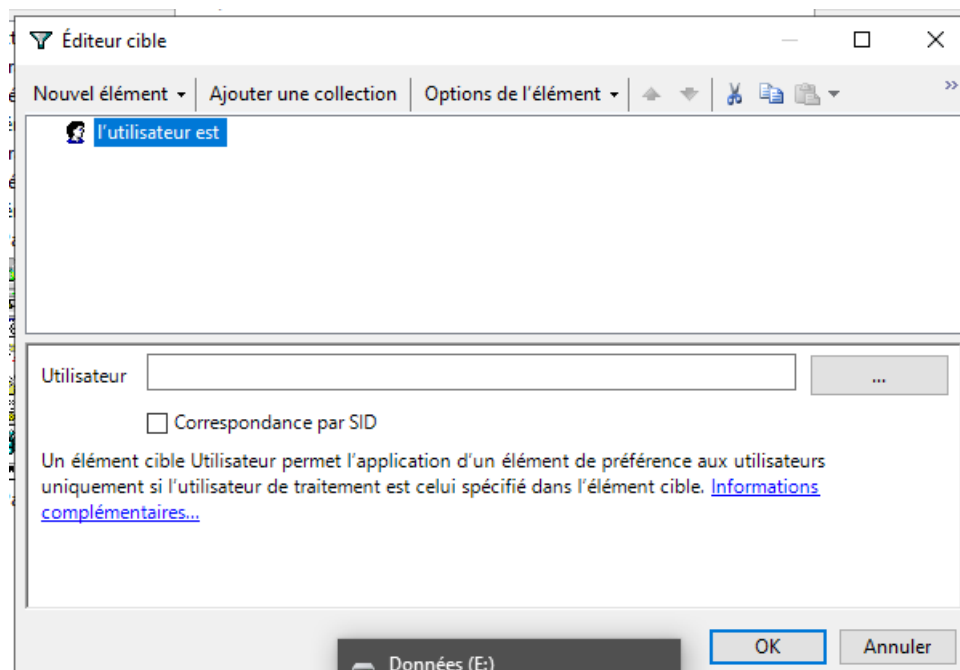 Éditeur cible
Nouvel élément
Ajouter une collection
Options de l'élément
»
l'utilisateur est
Utilisateur
...
Correspondance par SID
Un élément cible Utilisateur permet l'application d'un élément de préférence aux utilisateurs
uniquement si l'utilisateur de traitement est celui spécifié dans l'élément cible. Informations
complémentaires...
OK
Annuler
Données (E:)